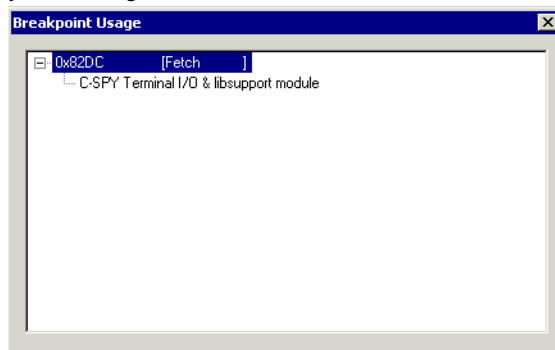 Breakpoint Usage
0x82DC [Fetch ]
C-SPY Terminal I/O & libsupport module